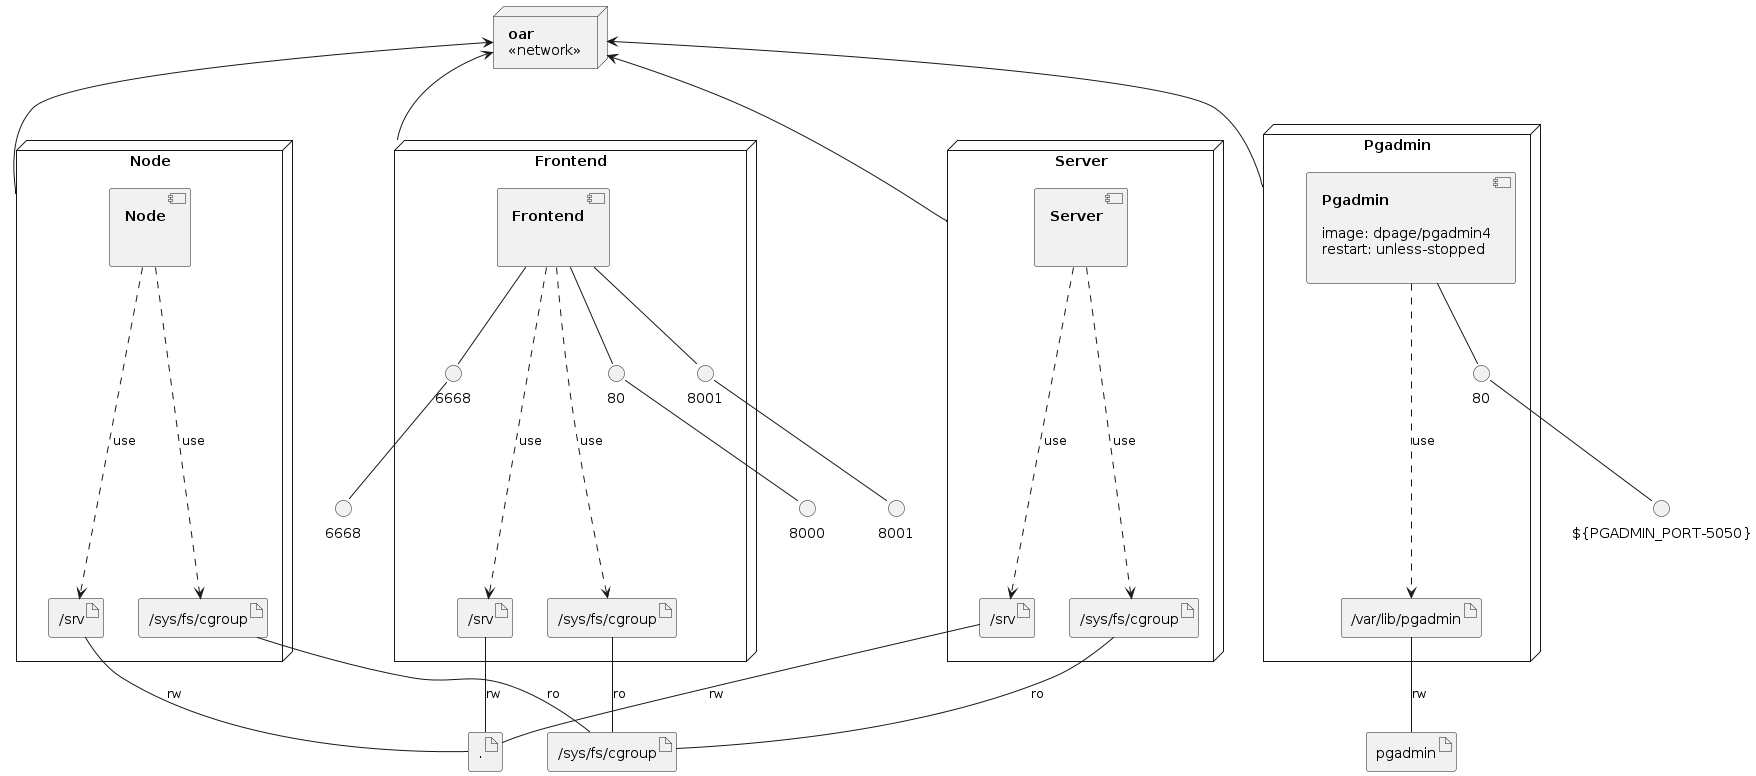 oar
«network»
Node
Frontend
Server
Pgadmin
Node
Frontend
Server
Pgadmin
image: dpage/pgadmin4
restart: unless-stopped
6668
80
8001
80
use
use
use
use
use
use
use
6668
8000
8001
${PGADMIN_PORT-5050}
/srv
/sys/fs/cgroup
/srv
/sys/fs/cgroup
/srv
/sys/fs/cgroup
/var/lib/pgadmin
rw
rw
ro
ro
rw
ro
rw
.
/sys/fs/cgroup
pgadmin